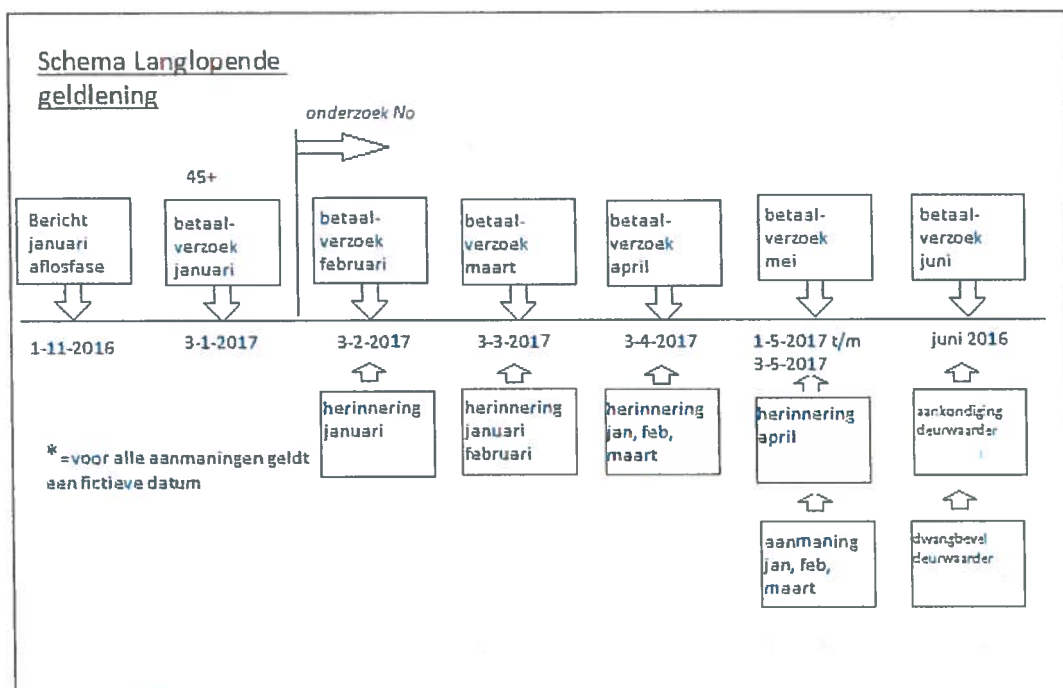 Schema Langlopende
geldlening
onderzoek No
45+
Bericht
januari
aflosfase
betaal-
verzoek
januari
betaal-
verzoek
februari
betaal-
verzoek
maart
betaal-
verzoek
april
betaal-
verzoek
mei
betaal-
verzoek
juni
1-11-2016
3-1-2017
3-2-2017
3-3-2017
3-4-2017
1-5-2017 t/m
3-5-2017
juni 2016
herinnering
januari
herinnering
januari
februari
herinnering
jan, feb,
maart
herinnering
april
aankondiging
deurwaarder
*=voor alle aanmaningen geldt
een fictieve datum
aanmaning
jan, feb,
maart
dwangbevel
deurwaarder